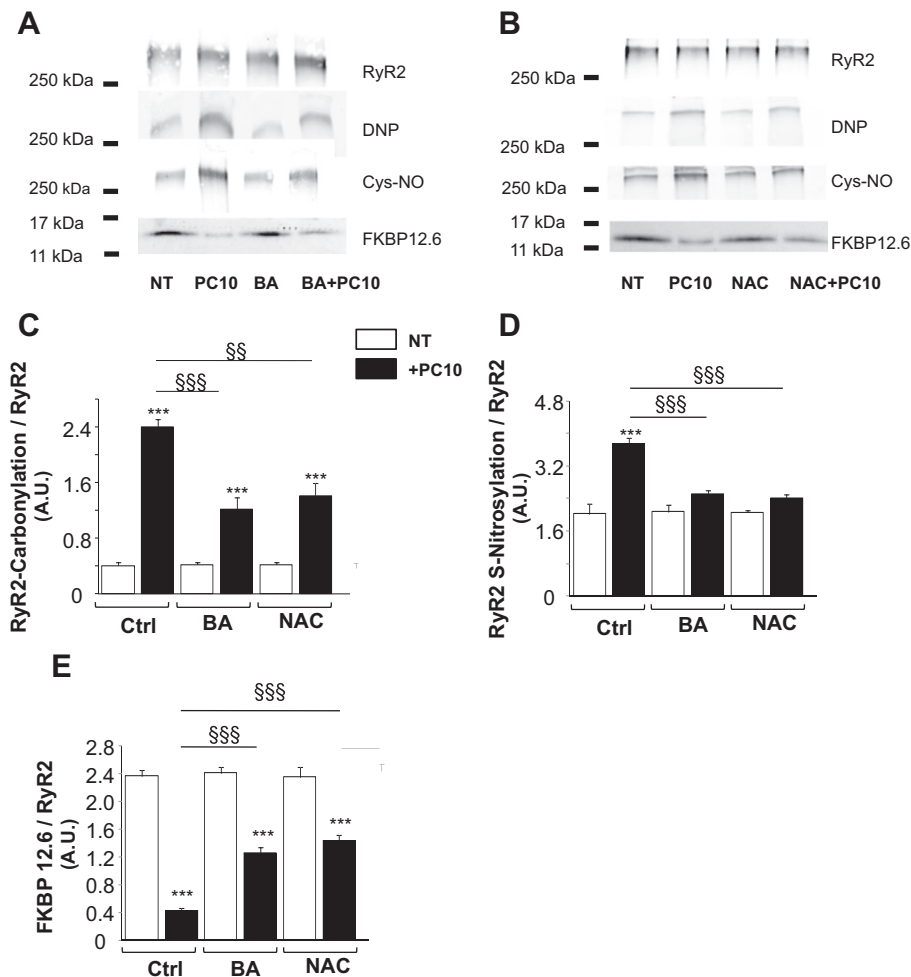 A
250 kDa
RyR2
250 kDa
DNP
250 kDa
Cys-NO
17 kDa
11 kDa
FKBP12.6
NT PC10 BA BA+PC10
B
250 kDa
RyR2
DNP
250 kDa
Cys-NO
17 kDa
11 kDa
FKBP12.6
NT PC10 NAC NAC+PC10
C
NT
+PC10
RyR2-Carbonylation / RyR2
(A.U.)
§§
§§§
***
***
***
2.4
1.6
0.8
0
Ctrl BA NAC
D
RyR2 S-Nitrosylation / RyR2
(A.U.)
§§§
§§§
***
4.8
3.2
1.6
0
Ctrl BA NAC
E
FKBP 12.6 / RyR2
(A.U.)
§§§
§§§
***
***
***
2.8
2.4
2.0
1.6
1.2
0.8
0.4
0
Ctrl BA NAC